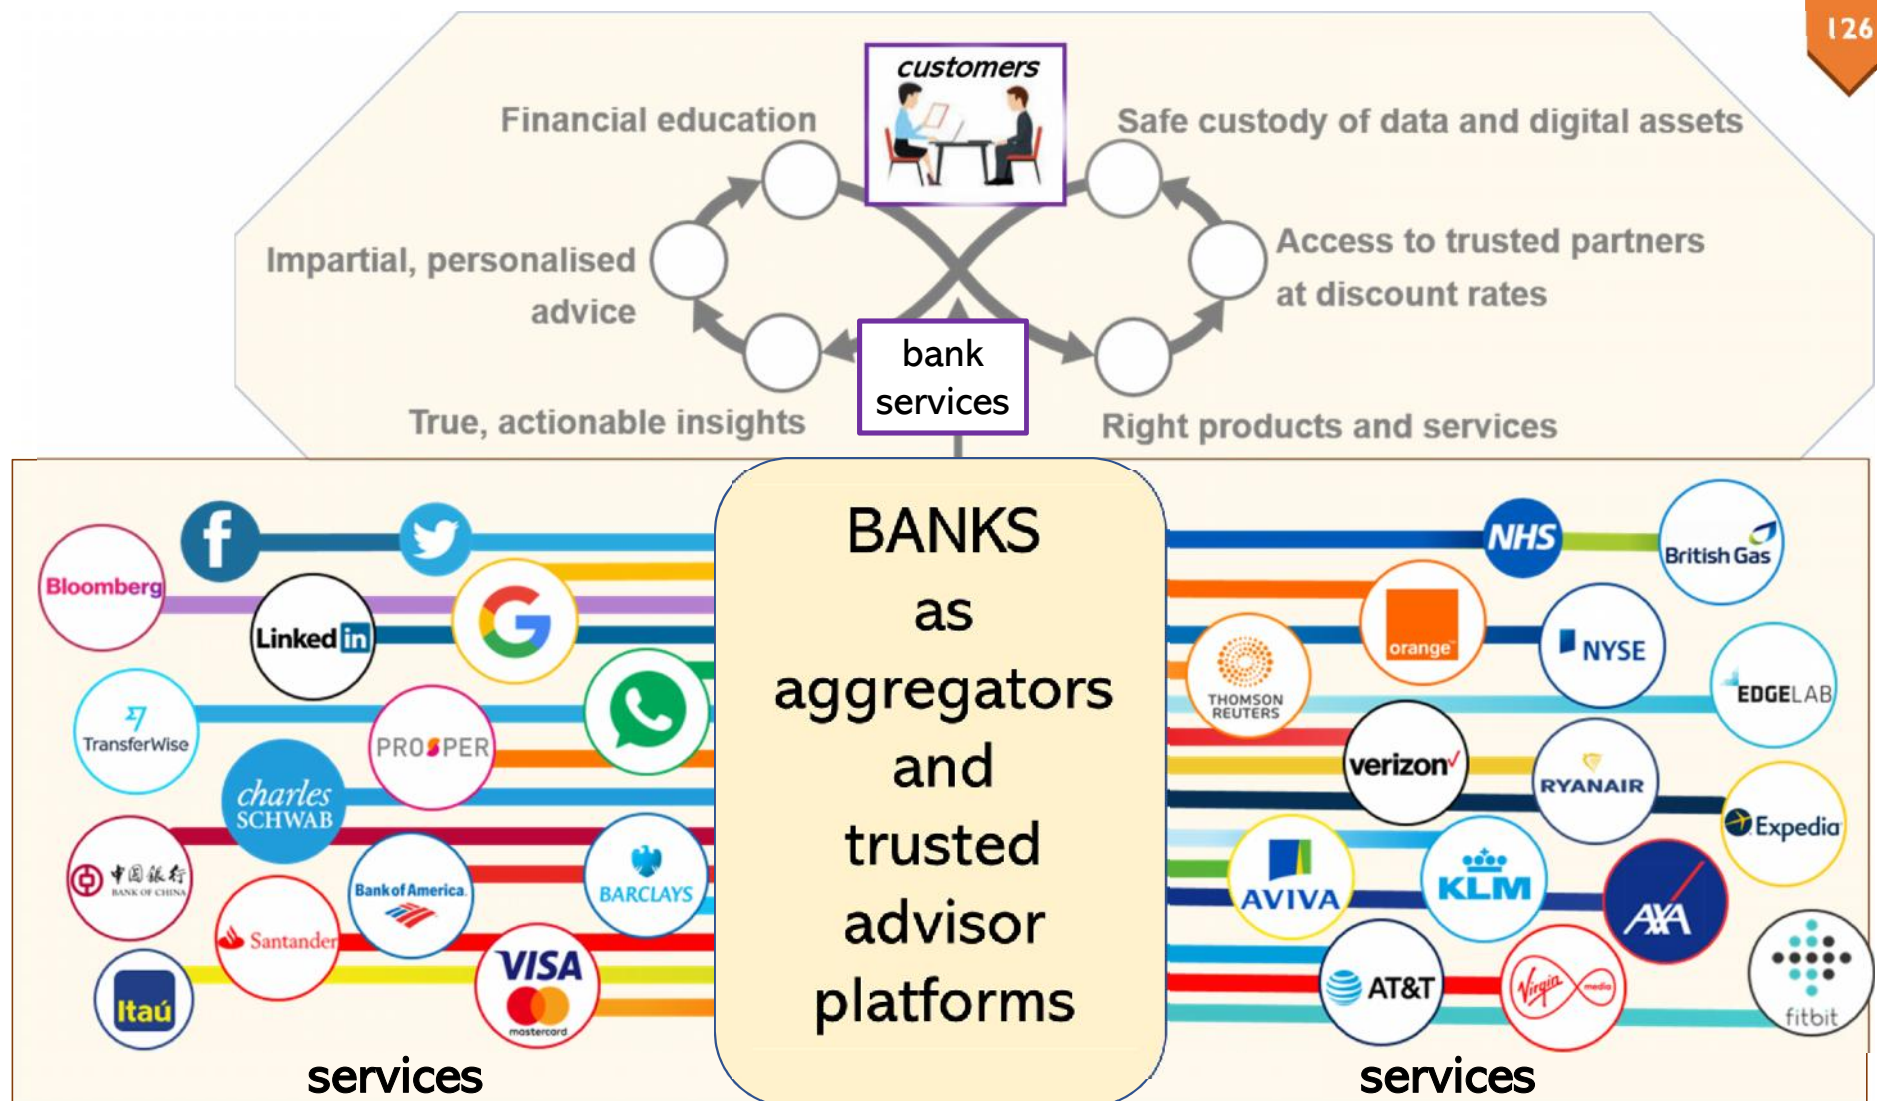 126
customers
Financial education
Safe custody of data and digital assets
Impartial, personalised
advice
Access to trusted partners
at discount rates
bank
services
True, actionable insights
Right products and services
BANKS
as
aggregators
and
trusted
advisor
platforms
f
Bloomberg
Linked in
G
TransferWise
PROSPER
charles
SCHWAB
中国银行
BANK OF CHINA
Bank of America
BARCLAYS
Santander
VISA
mastercard
Itaú
services
NHS
British Gas
orange™
NYSE
THOMSON
REUTERS
EDGELAB
verizon✓
RYANAIR
Expedia
AVIVA
KLM
AXA
AT&T
Virgin media
fitbit
services